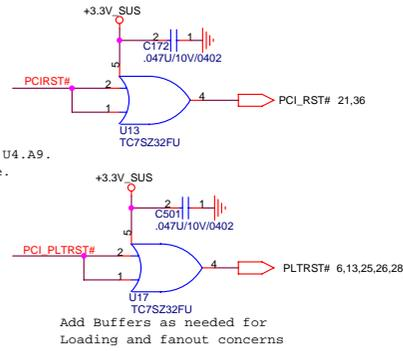 +3.3V_SUS
2 1
C172
.047U/10V/0402
5
PCIRST#
2
4
PCI_RST# 21,36
1
U13
TC7SZ32FU
U4.A9.
e.
+3.3V_SUS
2 1
C501
.047U/10V/0402
5
PCI_PLTRST#
2
4
PLTRST# 6,13,25,26,28
1
U17
TC7SZ32FU
Add Buffers as needed for
Loading and fanout concerns